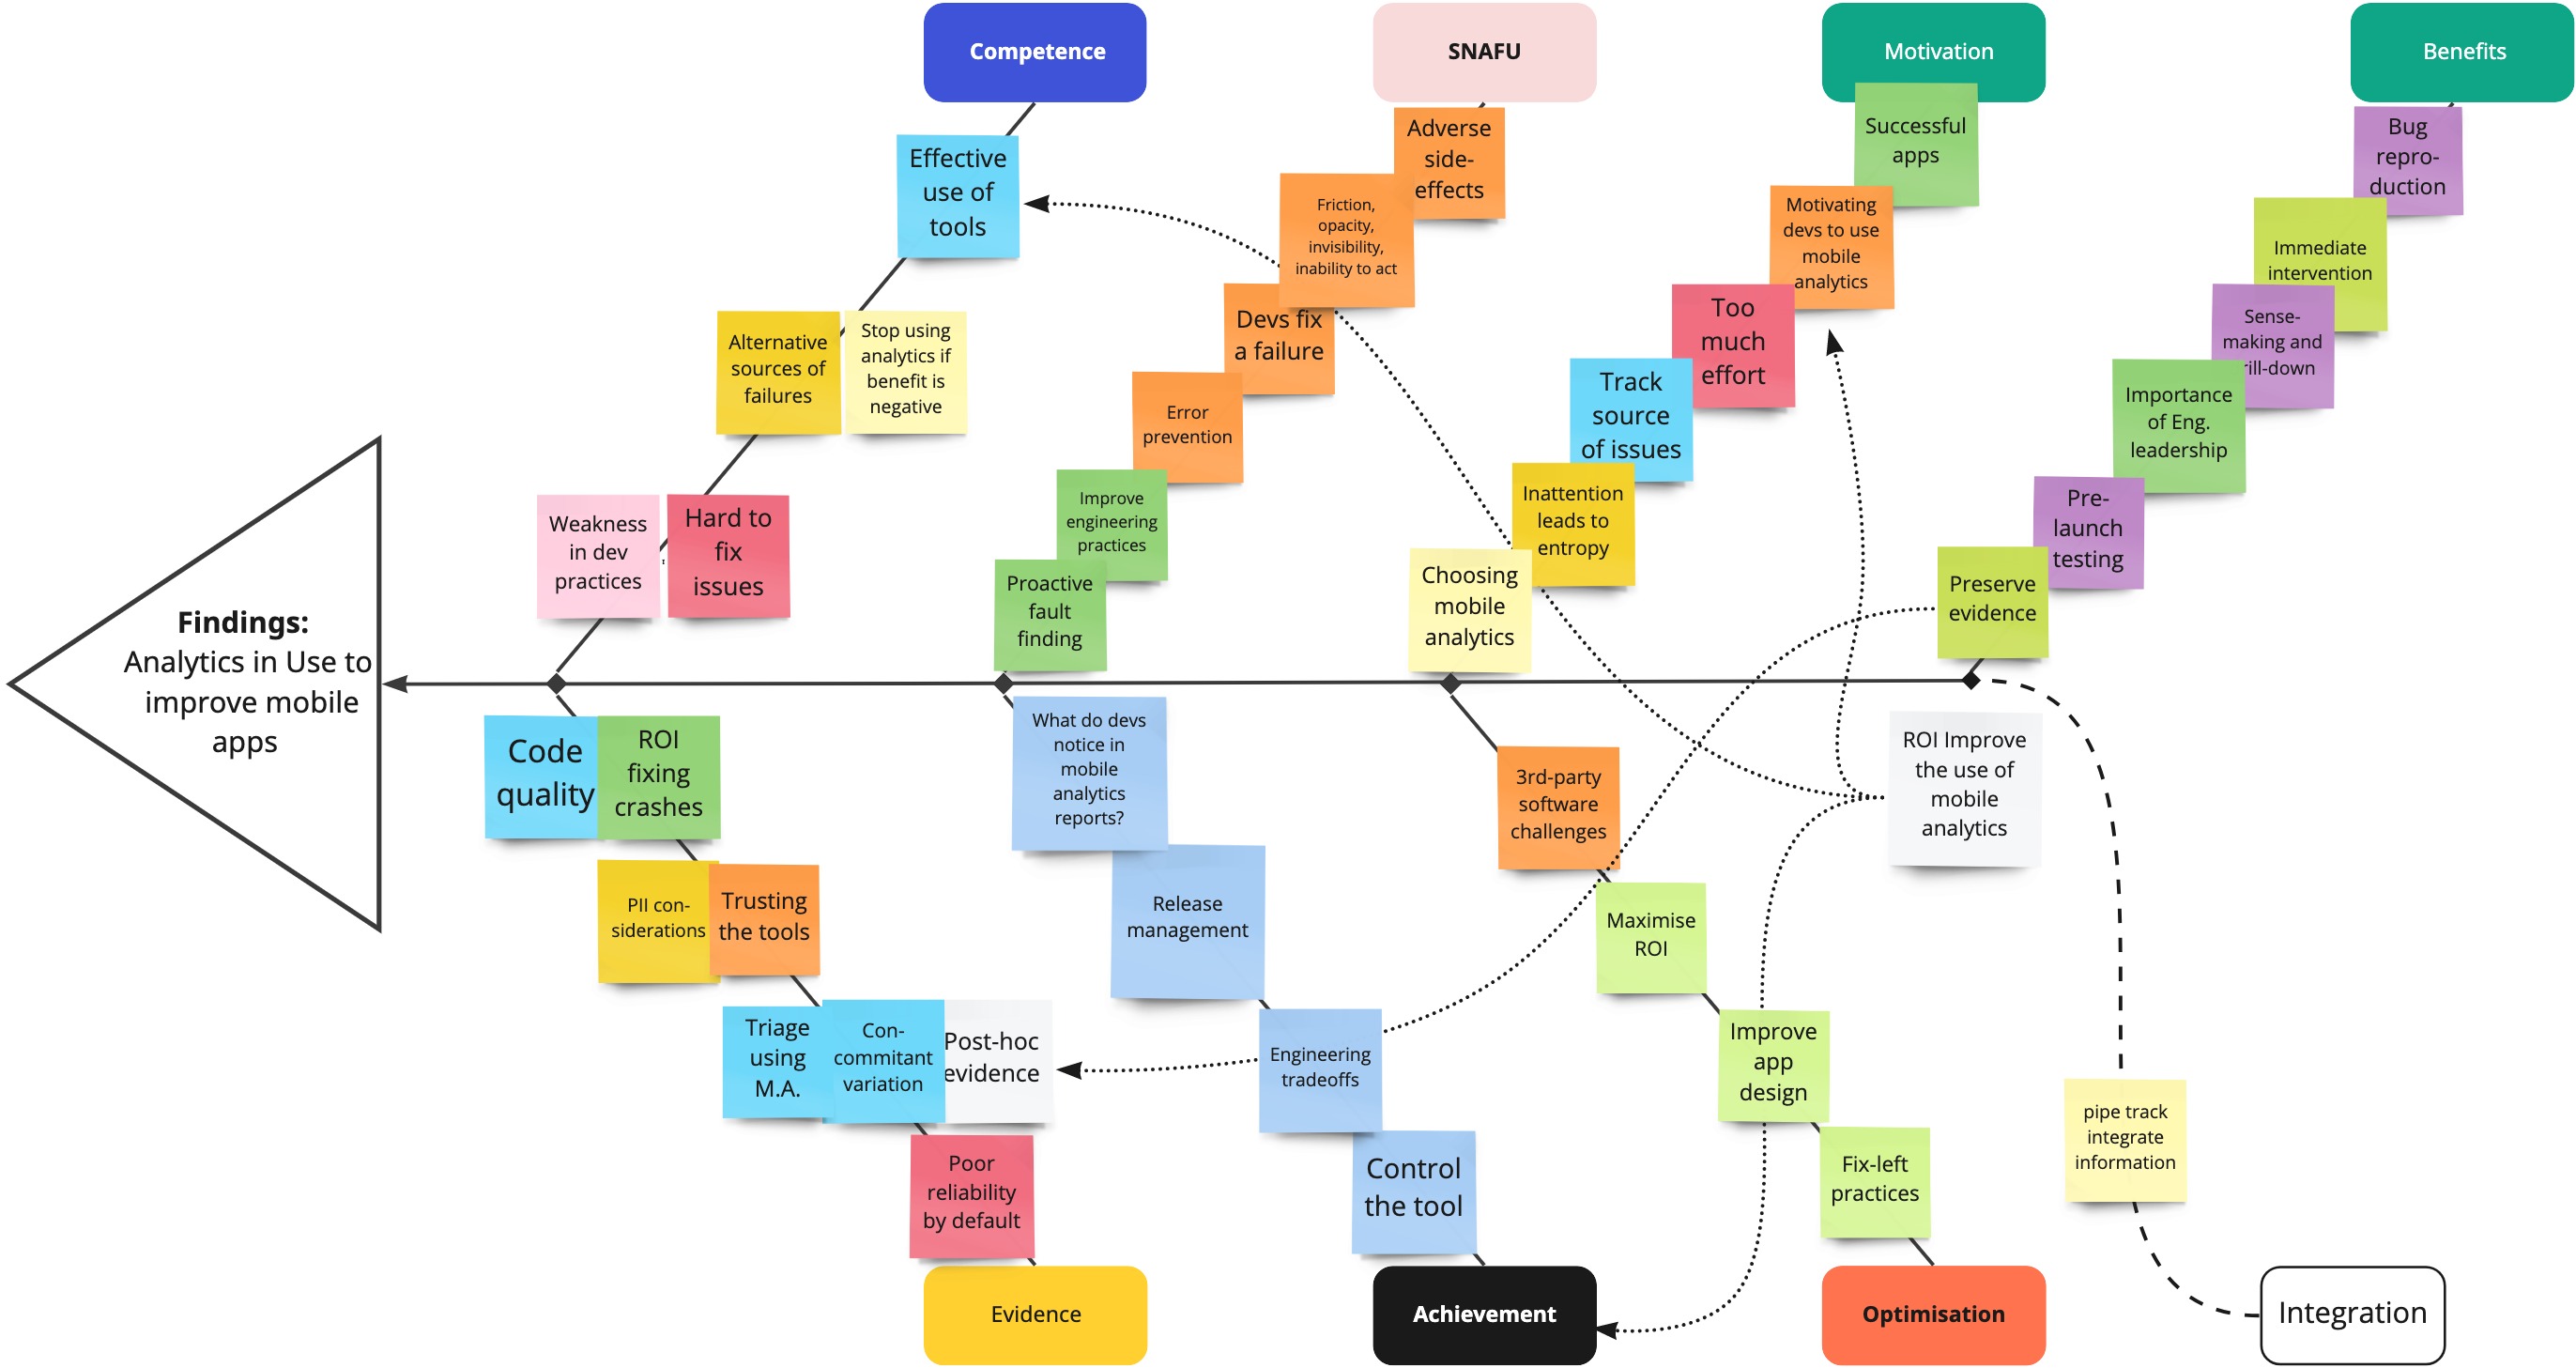 Competence
SNAFU
Motivation
Benefits
Effective
use of
tools
Alternative
sources of
failures
Stop using
analytics if
benefit is
negative
Weakness
in dev
practices
Hard to
fix
issues
Adverse
side-
effects
Friction,
opacity,
invisibility,
inability to act
Devs fix
a failure
Error
prevention
Improve
engineering
practices
Proactive
fault
finding
Successful
apps
Motivating
devs to use
mobile
analytics
Too
much
effort
Track
source
of issues
Inattention
leads to
entropy
Choosing
mobile
analytics
Bug
repro-
duction
Immediate
intervention
Sense-
making and
rill-down
Importance
of Eng.
leadership
Pre-
launch
testing
Preserve
evidence
Findings:
Analytics in Use to
improve mobile
apps
Code
quality
ROI
fixing
crashes
PII con-
siderations
Trusting
the tools
Triage
using
M.A.
Con-
commitant
variation
Post-hoc
evidence
Poor
reliability
by default
What do devs
notice in
mobile
analytics
reports?
Release
management
Engineering
tradeoffs
Control
the tool
3rd-party
software
challenges
Maximise
ROI
Improve
app
design
Fix-left
practices
ROI Improve
the use of
mobile
analytics
pipe track
integrate
information
Evidence
Achievement
Optimisation
Integration